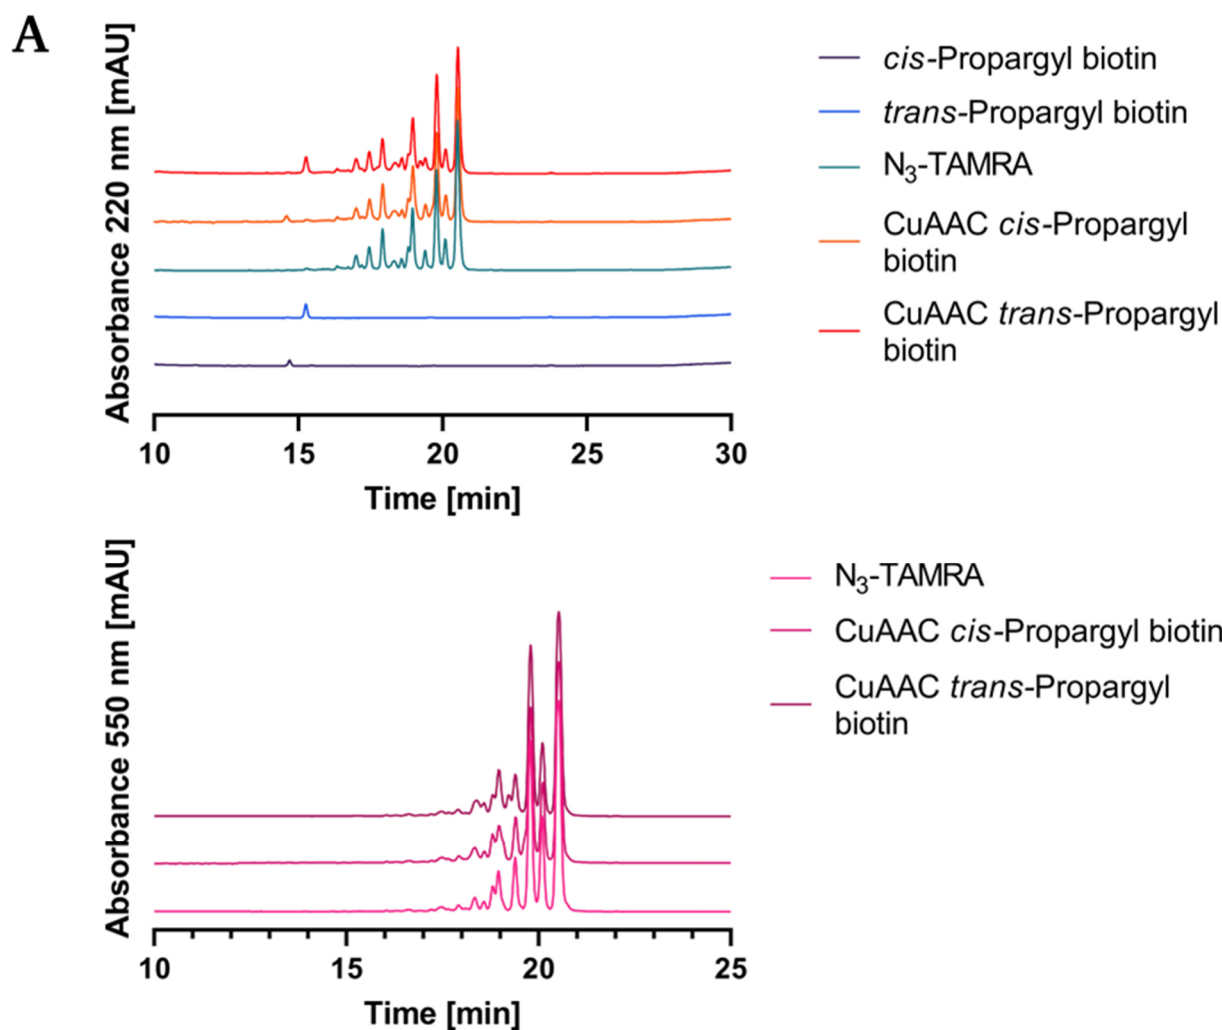 A
Absorbance 220 nm [mAU]
cis-Propargyl biotin
trans-Propargyl biotin
N₃-TAMRA
CuAAC cis-Propargyl
biotin
CuAAC trans-Propargyl
biotin
10 15 20 25 30
Time [min]
Absorbance 550 nm [mAU]
N₃-TAMRA
CuAAC cis-Propargyl biotin
CuAAC trans-Propargyl
biotin
10 15 20 25
Time [min]